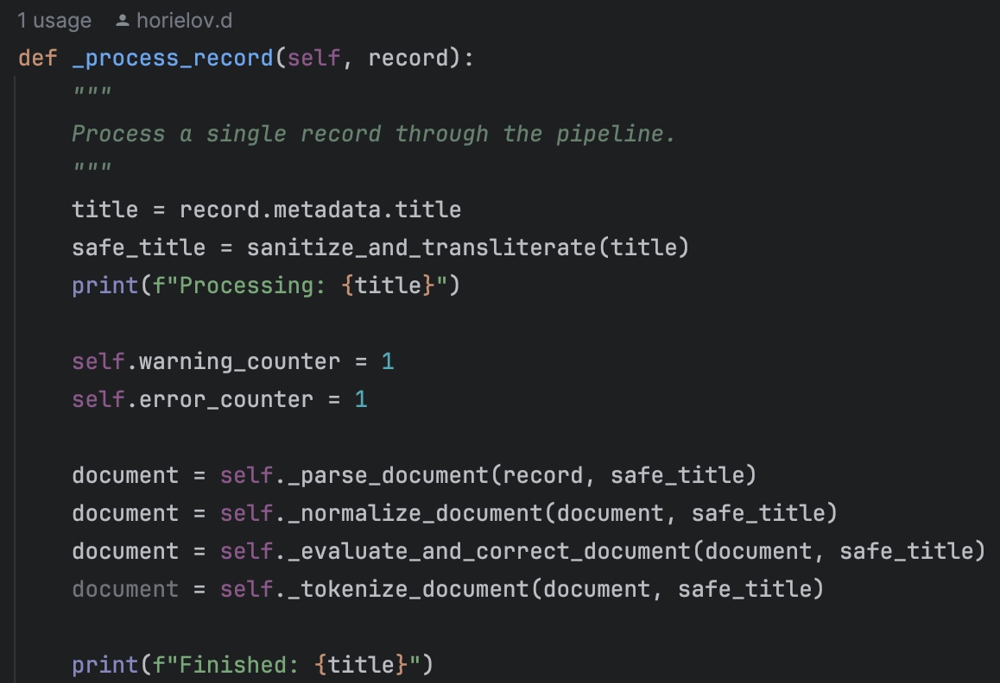 1 usage horielov.d
def _process_record(self, record):
"""
Process a single record through the pipeline.
"""
title = record.metadata.title
safe_title = sanitize_and_transliterate(title)
print(f"Processing: {title}")
self.warning_counter = 1
self.error_counter = 1
document = self._parse_document(record, safe_title)
document = self._normalize_document(document, safe_title)
document = self._evaluate_and_correct_document(document, safe_title)
document = self._tokenize_document(document, safe_title)
print(f"Finished: {title}")